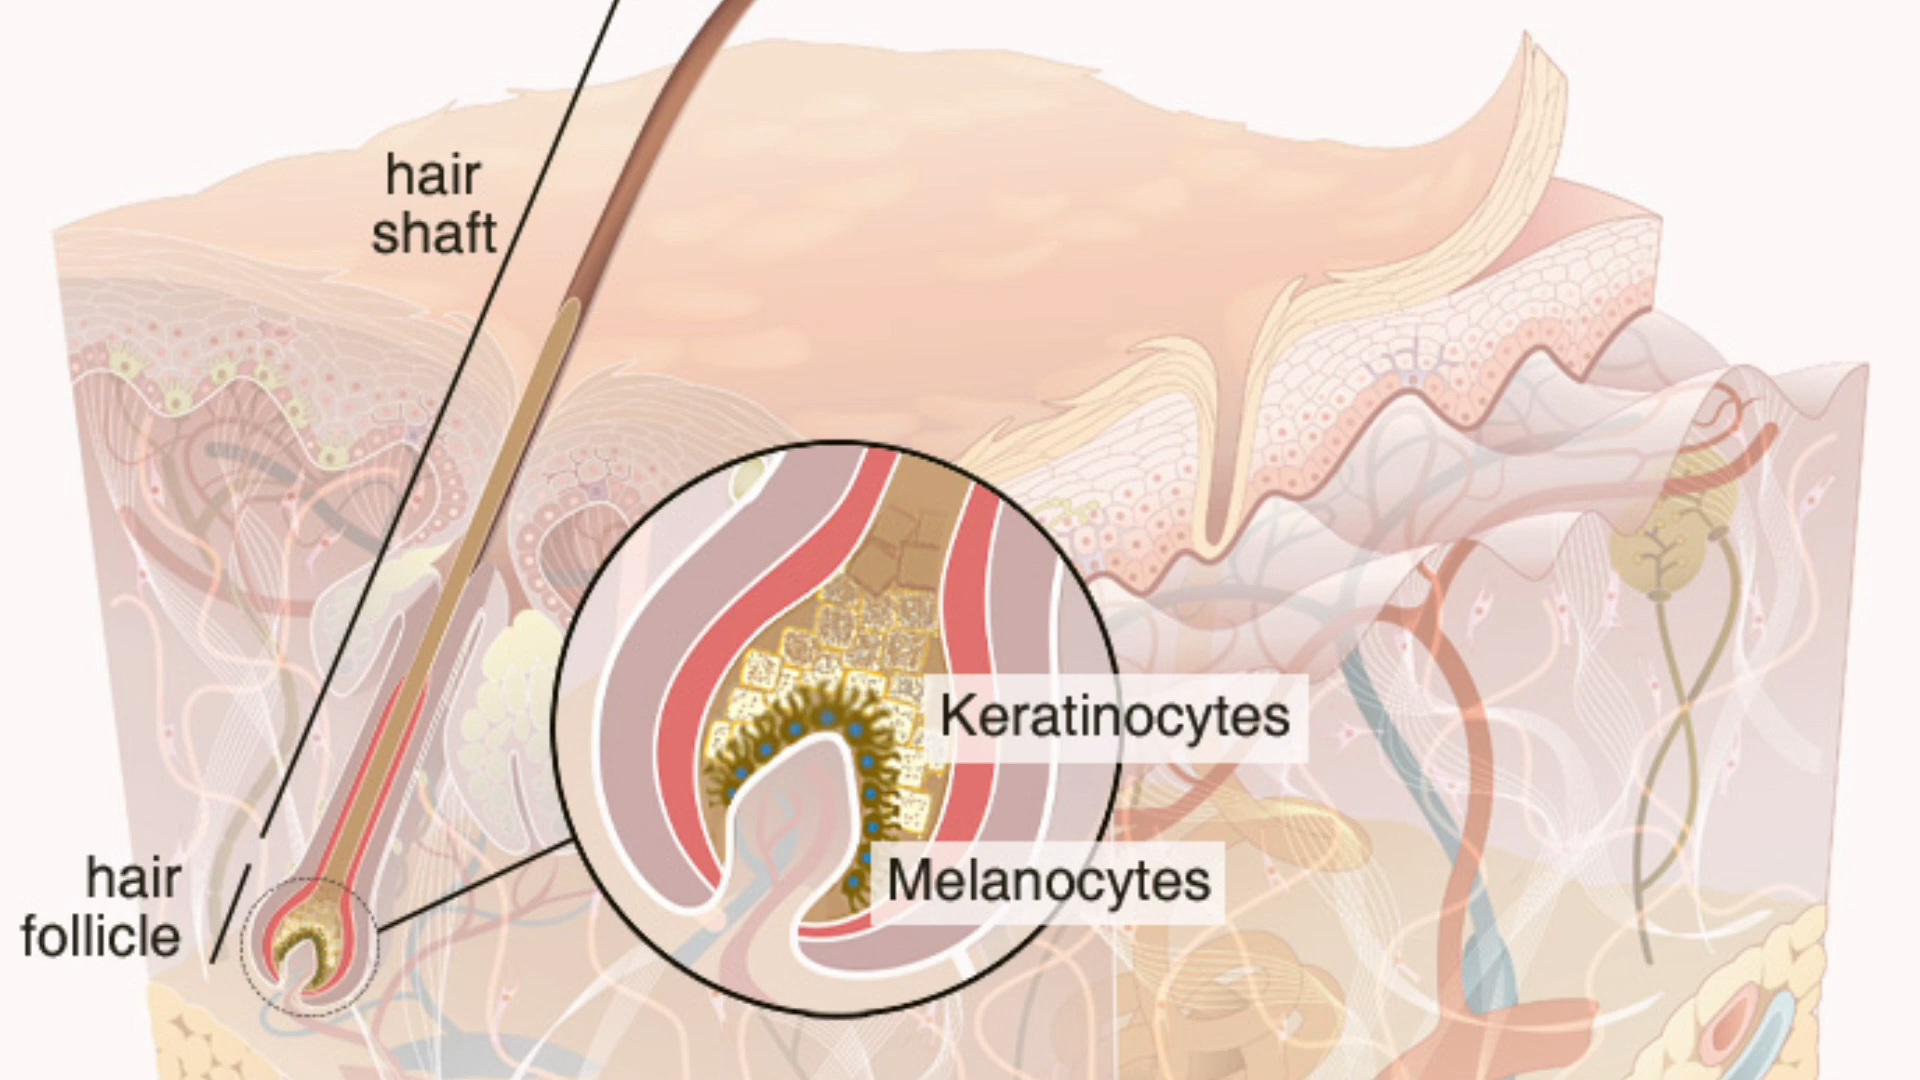 hair
shaft
Keratinocytes
Melanocytes
hair
follicle